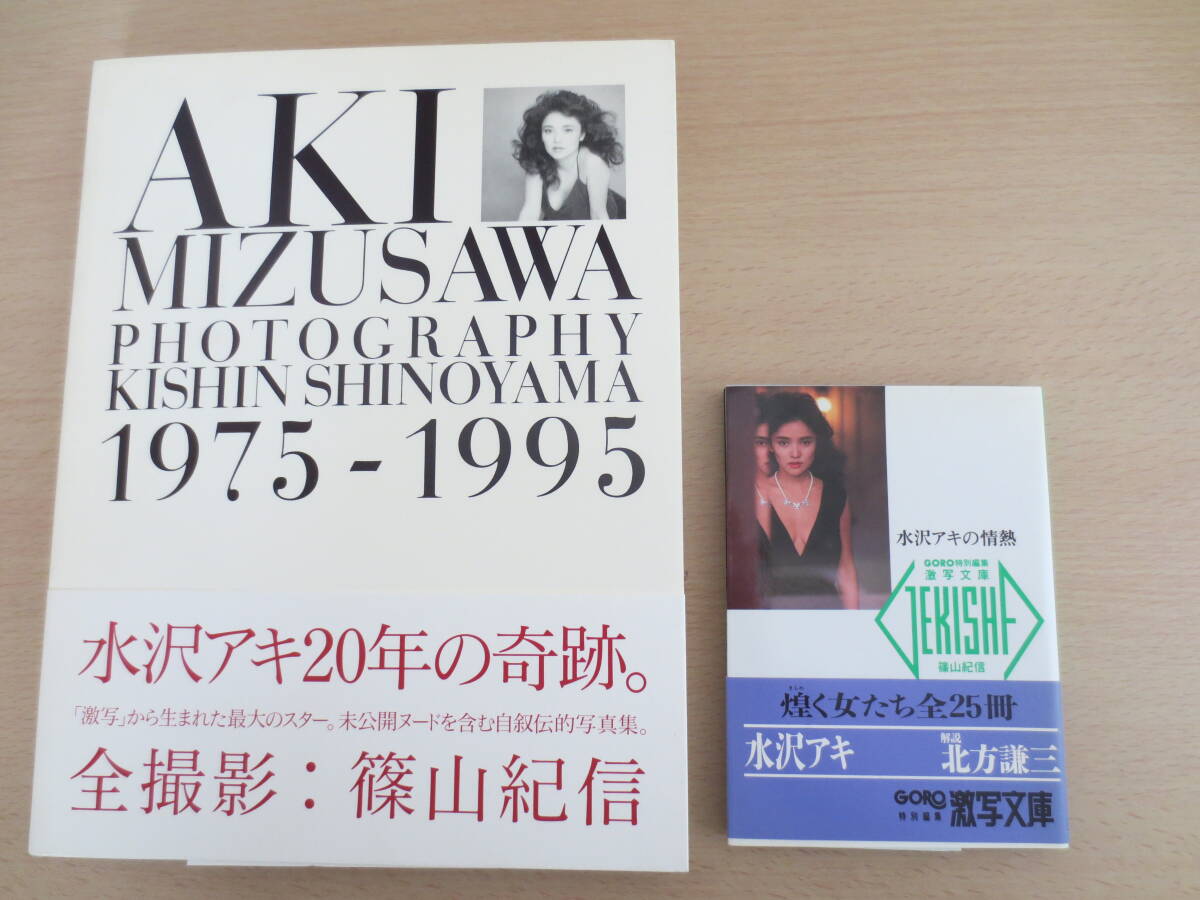 AKI
MIZUSAWA
PHOTOGRAPHY
KISHIN SHINOYAMA
1975-1995
水沢アキ20年の奇跡。
「激写」から生まれた最大のスター。未公開ヌードを含む自叙伝的写真集。
全撮影：篠山紀信
水沢アキの情熱
GORO特別編集
激写文庫
GEKISHA
篠山紀信
きらめ
煌く女たち全25冊
水沢アキ
解説
北方謙三
GORO
特別編集
激写文庫